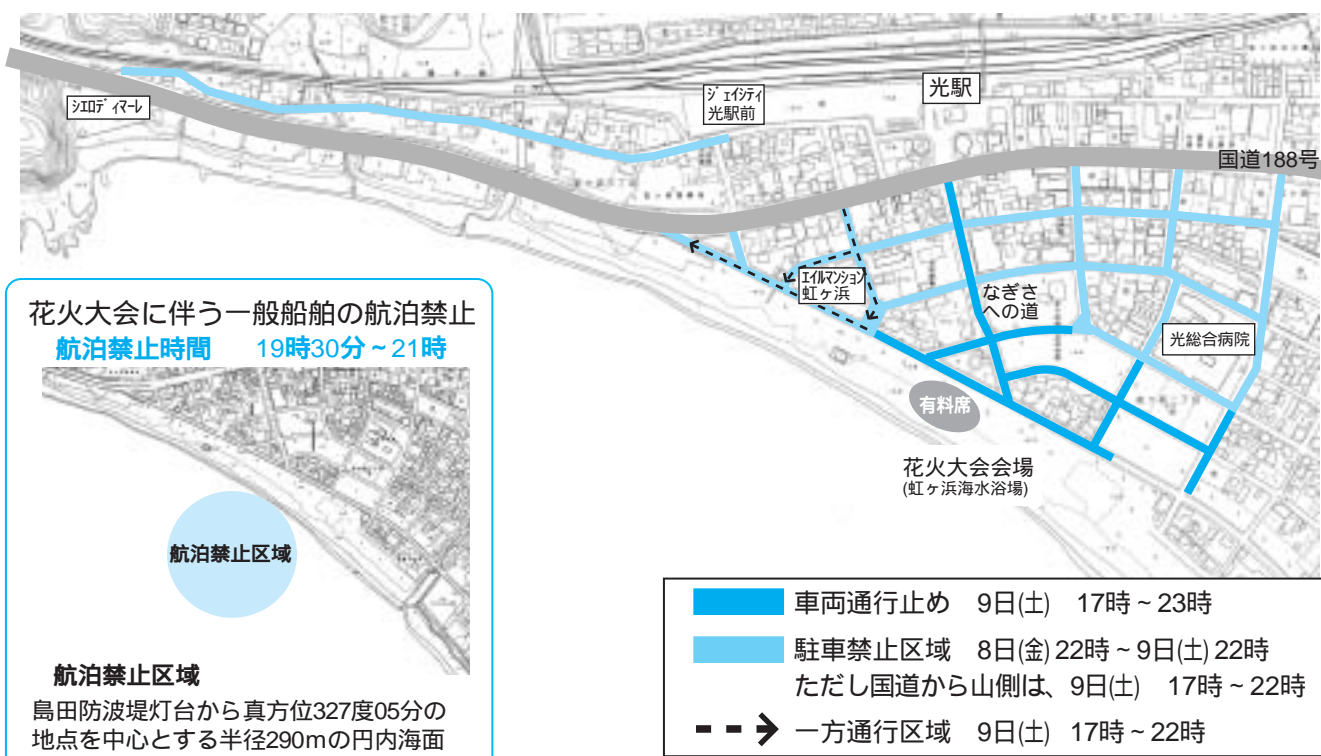 シエロディマーレ
ジェイシティ
光駅前
光駅
国道188号
エイルマンション
虹ヶ浜
なぎさ
への道
光総合病院
有料席
花火大会会場
(虹ヶ浜海水浴場)
花火大会に伴う一般船舶の航泊禁止
航泊禁止時間 19時30分~21時
航泊禁止区域
航泊禁止区域
島田防波堤灯台から真方位327度05分の
地点を中心とする半径290mの円内海面
車両通行止め 9日(土) 17時~23時
駐車禁止区域 8日(金)22時~9日(土)22時
ただし国道から山側は、9日(土) 17時~22時
一方通行区域 9日(土) 17時~22時